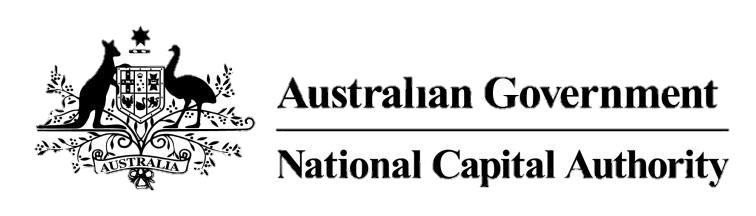 Australian Government
National Capital Authority
AUSTRALIA